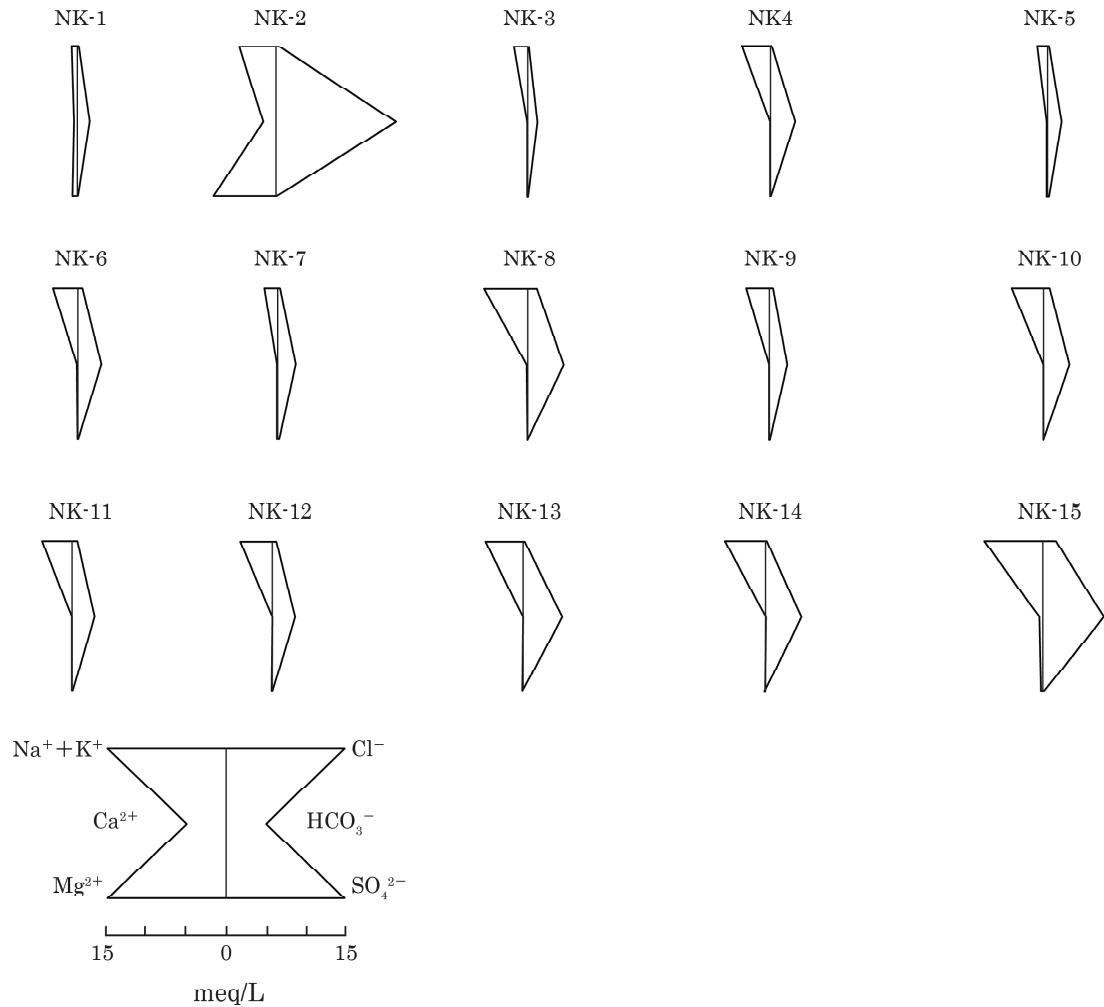 NK-1 NK-2 NK-3 NK4 NK-5
NK-6 NK-7 NK-8 NK-9 NK-10
NK-11 NK-12 NK-13 NK-14 NK-15
Na⁺+K⁺ Cl⁻
Ca²⁺ HCO₃⁻
Mg²⁺ SO₄²⁻
15 0 15
meq/L